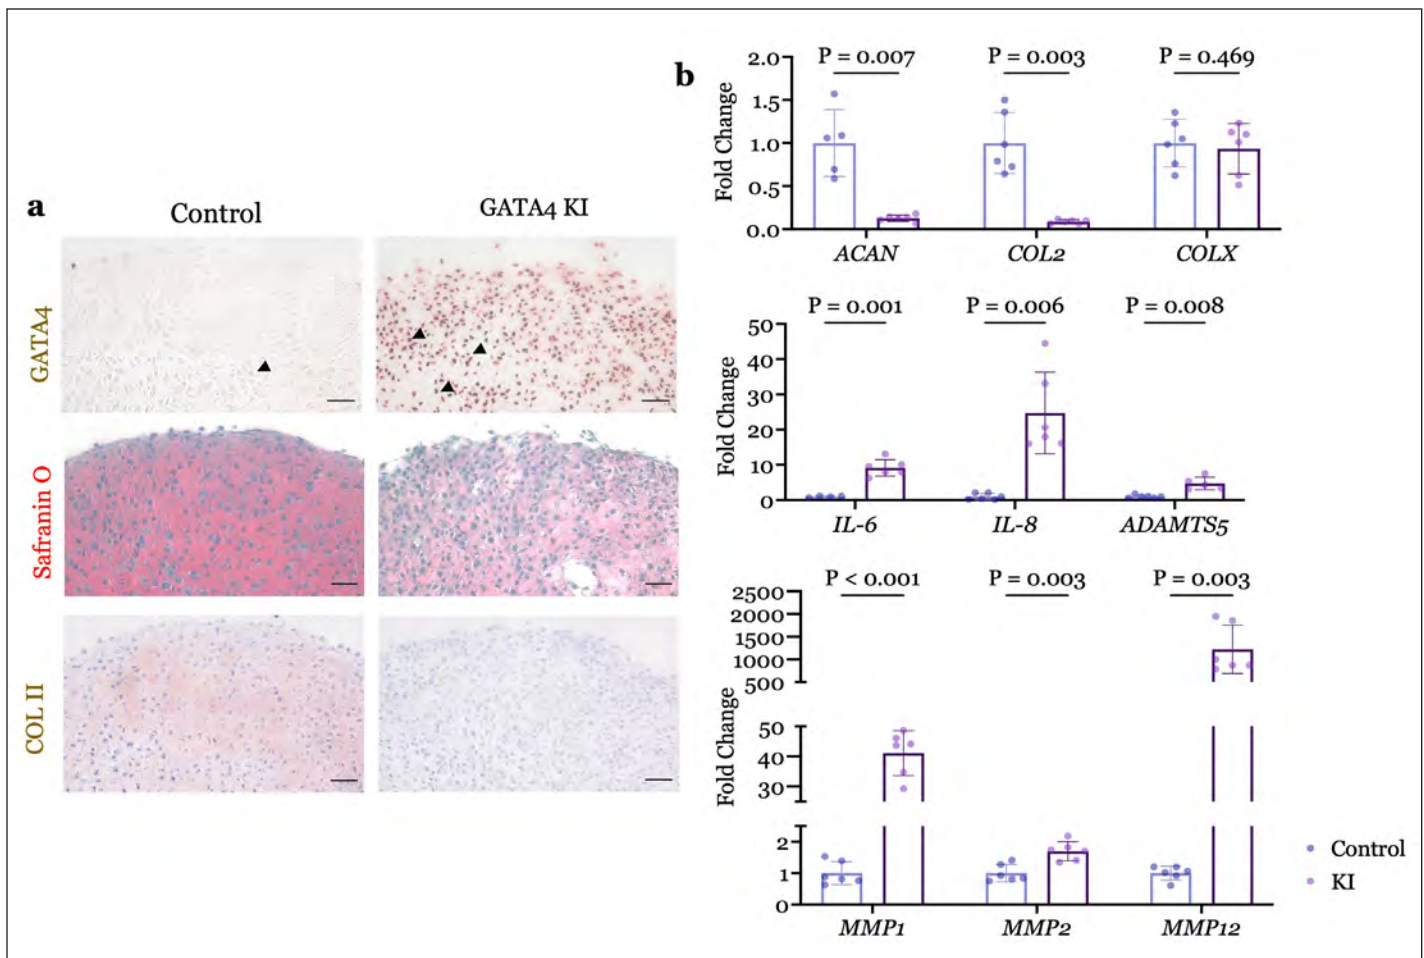 a
Control
GATA4 KI
GATA4
Safranin O
COL II
b
P = 0.007
P = 0.003
P = 0.469
Fold Change
2.0
1.5
1.0
0.5
0.0
ACAN
COL2
COLX
P = 0.001
P = 0.006
P = 0.008
Fold Change
50
40
30
20
10
0
IL-6
IL-8
ADAMTS5
P < 0.001
P = 0.003
P = 0.003
Fold Change
2500
2000
1500
1000
500
50
40
30
2
1
0
MMP1
MMP2
MMP12
Control
KI